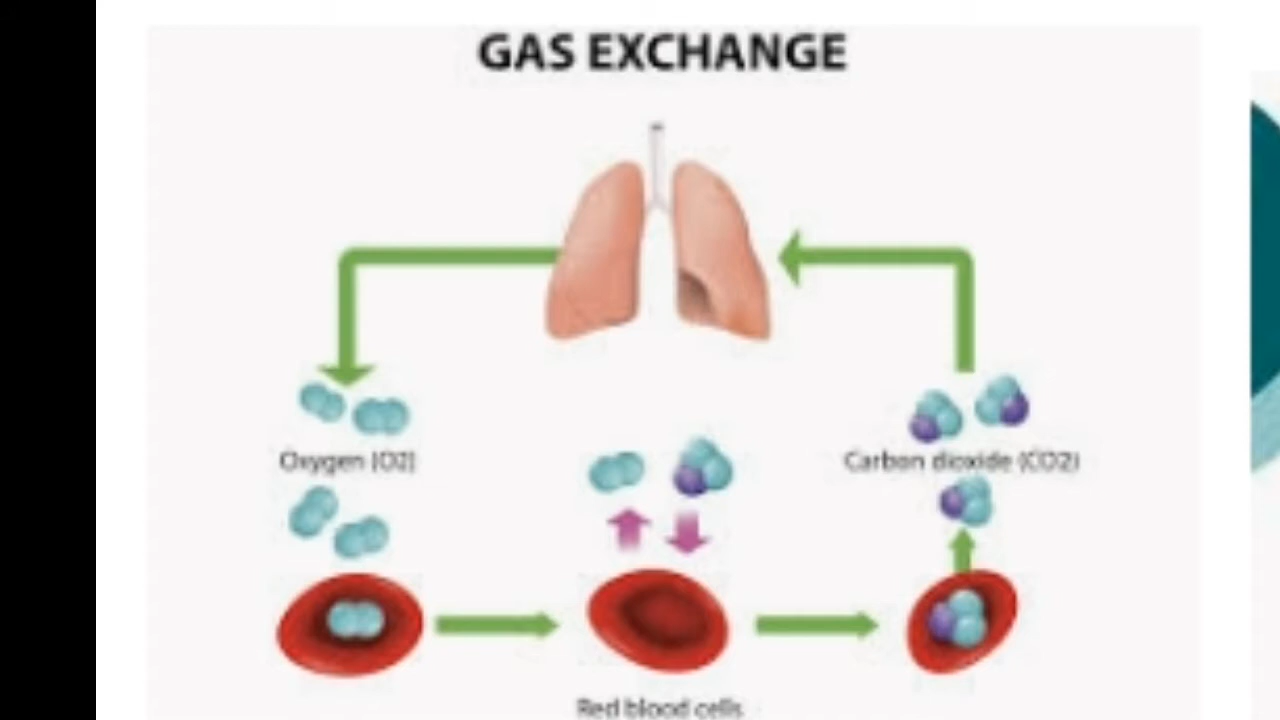 GAS EXCHANGE
Oxygen (O2)
Carbon dioxide (CO2)
Red blood cells